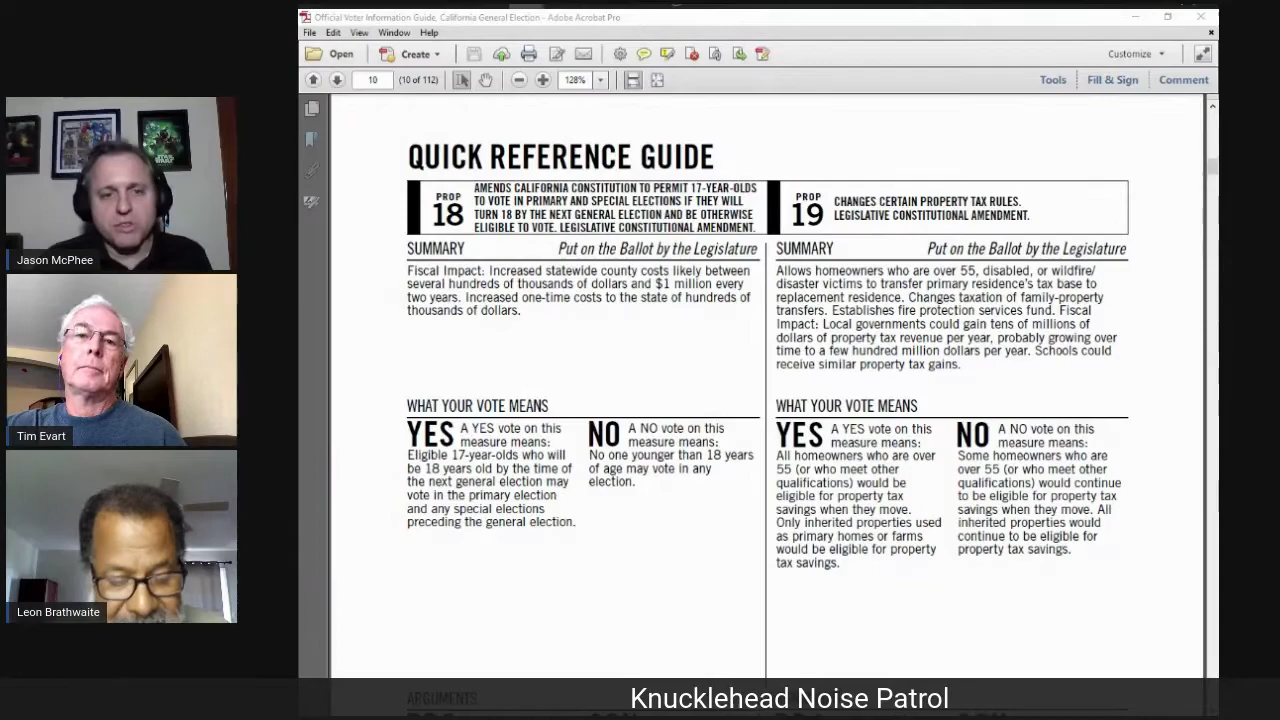 Official Voter Information Guide, California General Election - Adobe Acrobat Pro
File Edit View Window Help
Open Create Customize
10 (10 of 112) 128% Tools Fill & Sign Comment
STAR WARS
Jason McPhee
Tim Evart
Leon Brathwaite
QUICK REFERENCE GUIDE
PROP
18
AMENDS CALIFORNIA CONSTITUTION TO PERMIT 17-YEAR-OLDS
TO VOTE IN PRIMARY AND SPECIAL ELECTIONS IF THEY WILL
TURN 18 BY THE NEXT GENERAL ELECTION AND BE OTHERWISE
ELIGIBLE TO VOTE. LEGISLATIVE CONSTITUTIONAL AMENDMENT.
SUMMARY Put on the Ballot by the Legislature
Fiscal Impact: Increased statewide county costs likely between
several hundreds of thousands of dollars and $1 million every
two years. Increased one-time costs to the state of hundreds of
thousands of dollars.
WHAT YOUR VOTE MEANS
YES A YES vote on this
measure means:
Eligible 17-year-olds who will
be 18 years old by the time of
the next general election may
vote in the primary election
and any special elections
preceding the general election.
NO A NO vote on this
measure means:
No one younger than 18 years
of age may vote in any
election.
PROP
19
CHANGES CERTAIN PROPERTY TAX RULES.
LEGISLATIVE CONSTITUTIONAL AMENDMENT.
SUMMARY Put on the Ballot by the Legislature
Allows homeowners who are over 55, disabled, or wildfire/
disaster victims to transfer primary residence's tax base to
replacement residence. Changes taxation of family-property
transfers. Establishes fire protection services fund. Fiscal
Impact: Local governments could gain tens of millions of
dollars of property tax revenue per year, probably growing over
time to a few hundred million dollars per year. Schools could
receive similar property tax gains.
WHAT YOUR VOTE MEANS
YES A YES vote on this
measure means:
All homeowners who are over
55 (or who meet other
qualifications) would be
eligible for property tax
savings when they move.
Only inherited properties used
as primary homes or farms
would be eligible for property
tax savings.
NO A NO vote on this
measure means:
Some homeowners who are
over 55 (or who meet other
qualifications) would continue
to be eligible for property tax
savings when they move. All
inherited properties would
continue to be eligible for
property tax savings.
ARGUMENTS
Knucklehead Noise Patrol